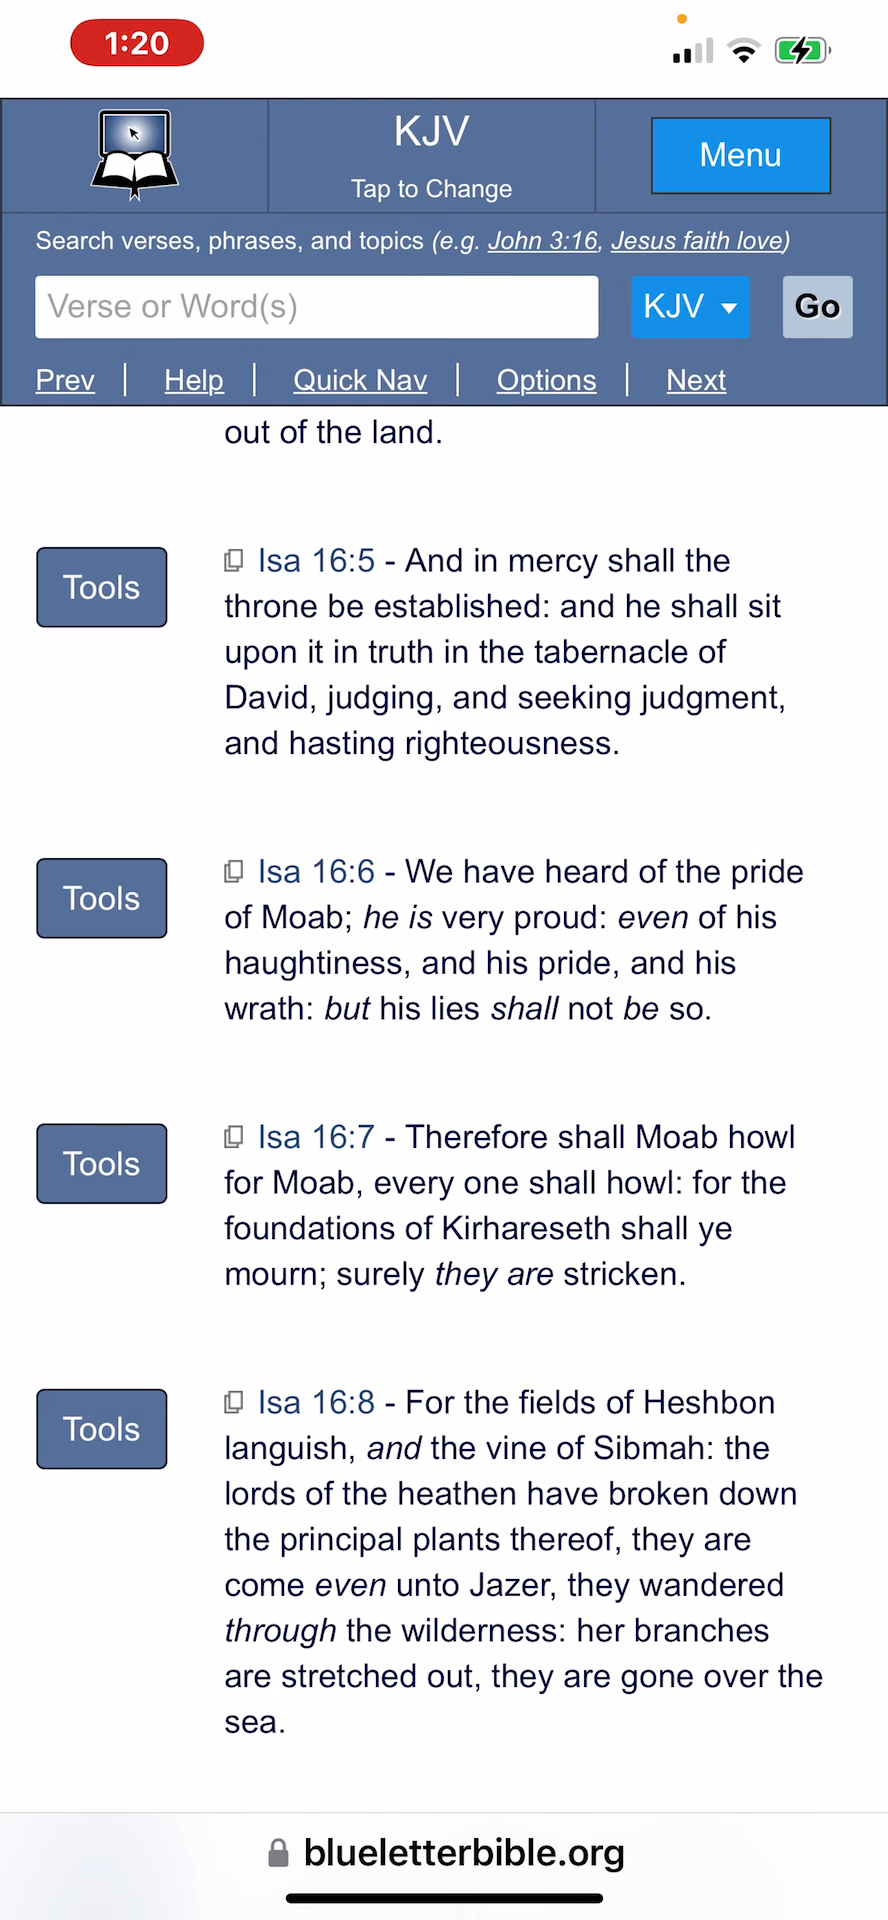 1:20
KJV
Tap to Change
Menu
Search verses, phrases, and topics (e.g. John 3:16, Jesus faith love)
Verse or Word(s)
KJV
Go
Prev | Help | Quick Nav | Options | Next
out of the land.
Tools
Isa 16:5 - And in mercy shall the
throne be established: and he shall sit
upon it in truth in the tabernacle of
David, judging, and seeking judgment,
and hasting righteousness.
Tools
Isa 16:6 - We have heard of the pride
of Moab; he is very proud: even of his
haughtiness, and his pride, and his
wrath: but his lies shall not be so.
Tools
Isa 16:7 - Therefore shall Moab howl
for Moab, every one shall howl: for the
foundations of Kirhareseth shall ye
mourn; surely they are stricken.
Tools
Isa 16:8 - For the fields of Heshbon
languish, and the vine of Sibmah: the
lords of the heathen have broken down
the principal plants thereof, they are
come even unto Jazer, they wandered
through the wilderness: her branches
are stretched out, they are gone over the
sea.
blueletterbible.org